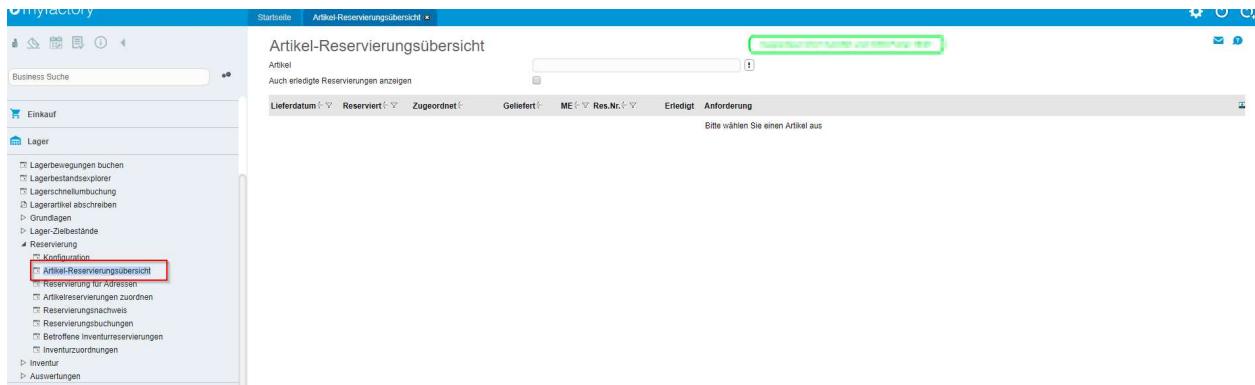 myfactory
Startseite
Artikel-Reservierungsübersicht
Business Suche
Einkauf
Lager
Lagerbewegungen buchen
Lagerbestandsexplorer
Lagerschnellumbuchung
Lagerartikel abschreiben
Grundlagen
Lager-Zielbestände
Reservierung
Konfiguration
Artikel-Reservierungsübersicht
Reservierung für Adressen
Artikelreservierungen zuordnen
Reservierungsnachweis
Reservierungsbuchungen
Betroffene Inventurreservierungen
Inventurzuordnungen
Inventur
Auswertungen
Artikel-Reservierungsübersicht
Artikel
Auch erledigte Reservierungen anzeigen
Lieferdatum Reserviert Zugeordnet Geliefert ME Res.Nr. Erledigt Anforderung
Bitte wählen Sie einen Artikel aus